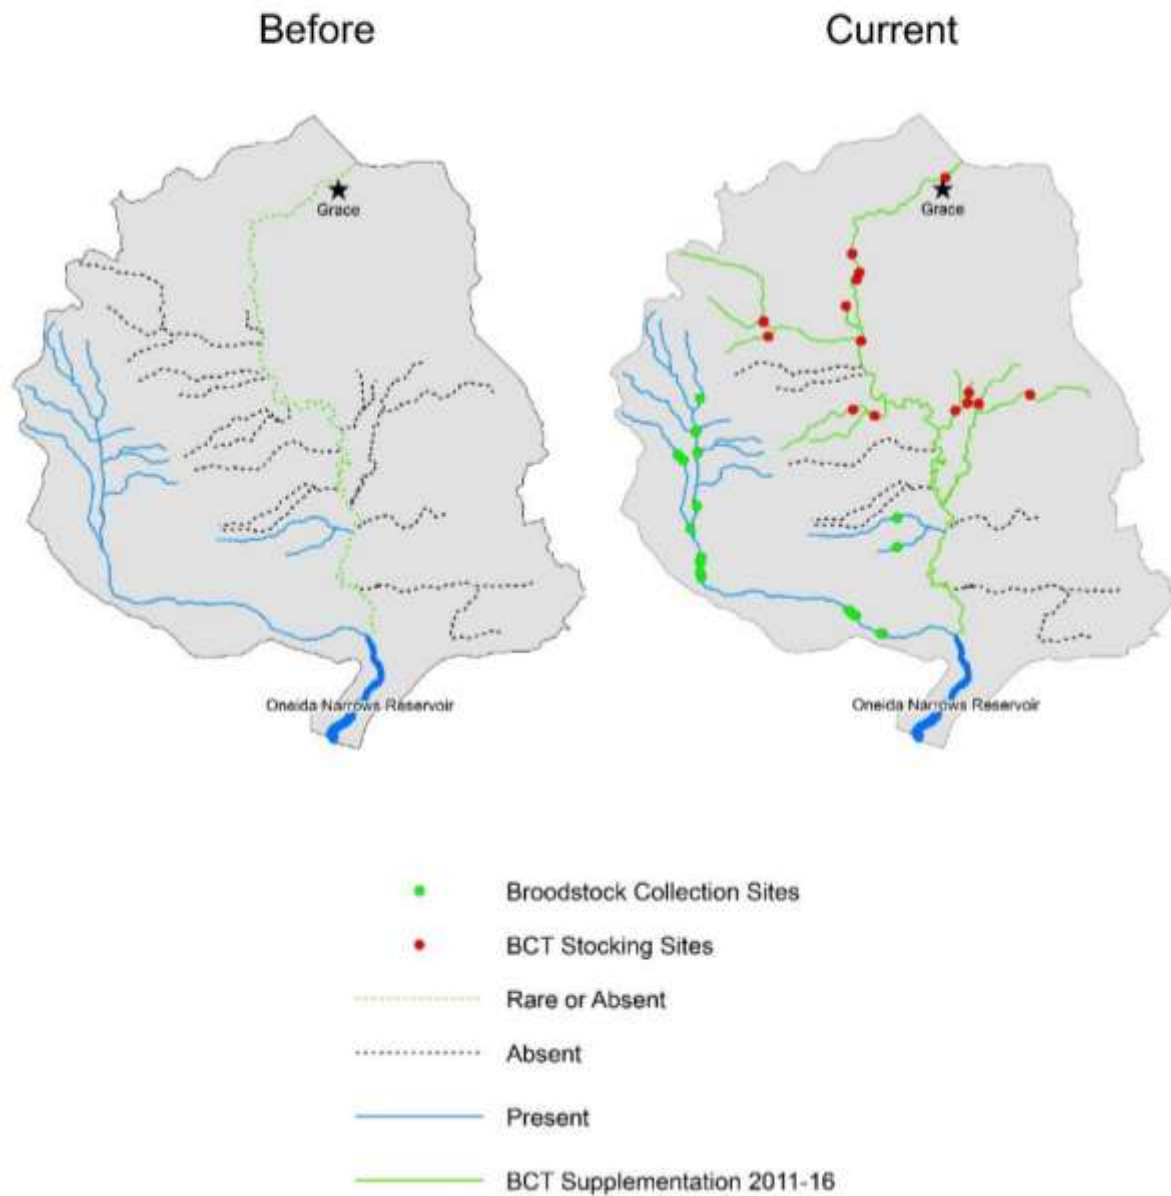 Before
Current
Grace
Grace
Oneida Narrows Reservoir
Oneida Narrows Reservoir
Broodstock Collection Sites
BCT Stocking Sites
Rare or Absent
Absent
Present
BCT Supplementation 2011-16